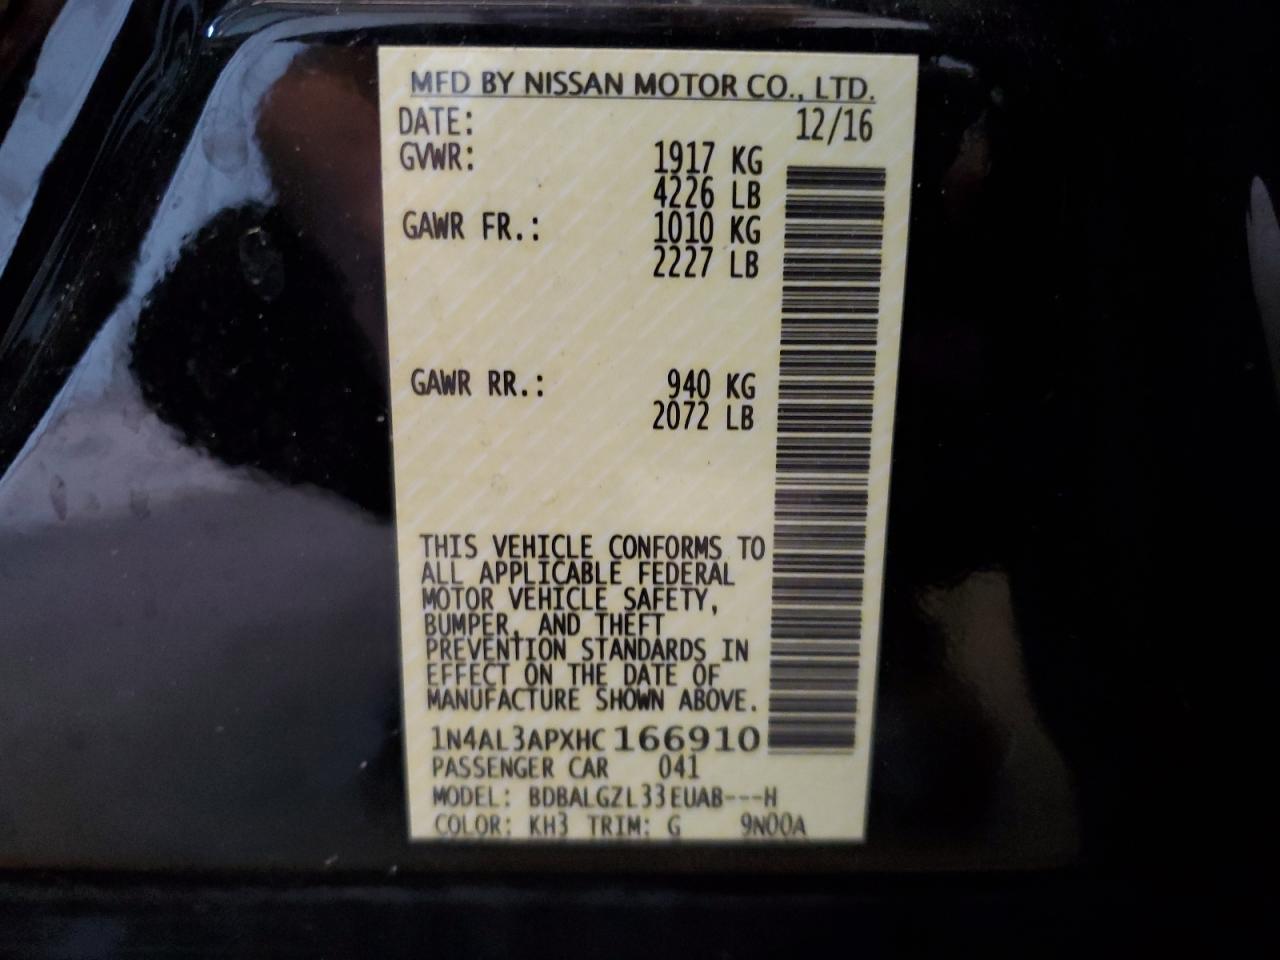 MFD BY NISSAN MOTOR CO., LTD.
DATE: 12/16
GVWR: 1917 KG
4226 LB
GAWR FR.: 1010 KG
2227 LB
GAWR RR.: 940 KG
2072 LB
THIS VEHICLE CONFORMS TO
ALL APPLICABLE FEDERAL
MOTOR VEHICLE SAFETY,
BUMPER, AND THEFT
PREVENTION STANDARDS IN
EFFECT ON THE DATE OF
MANUFACTURE SHOWN ABOVE.
1N4AL3APXHC166910
PASSENGER CAR 041
MODEL: BDBALGZL33EUAB---H
COLOR: KH3 TRIM: G 9N00A